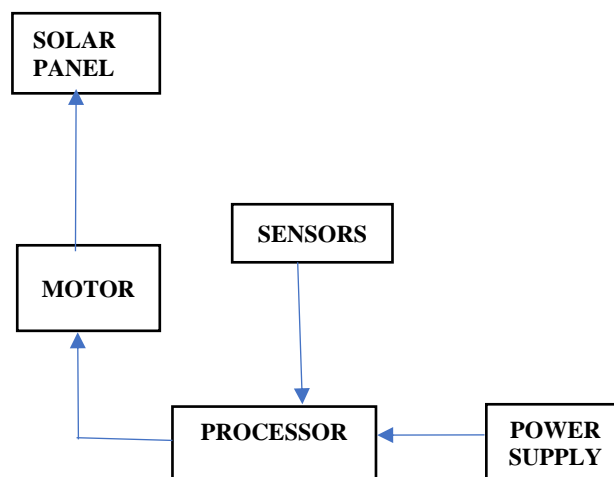 SOLAR
PANEL
SENSORS
MOTOR
PROCESSOR
POWER
SUPPLY